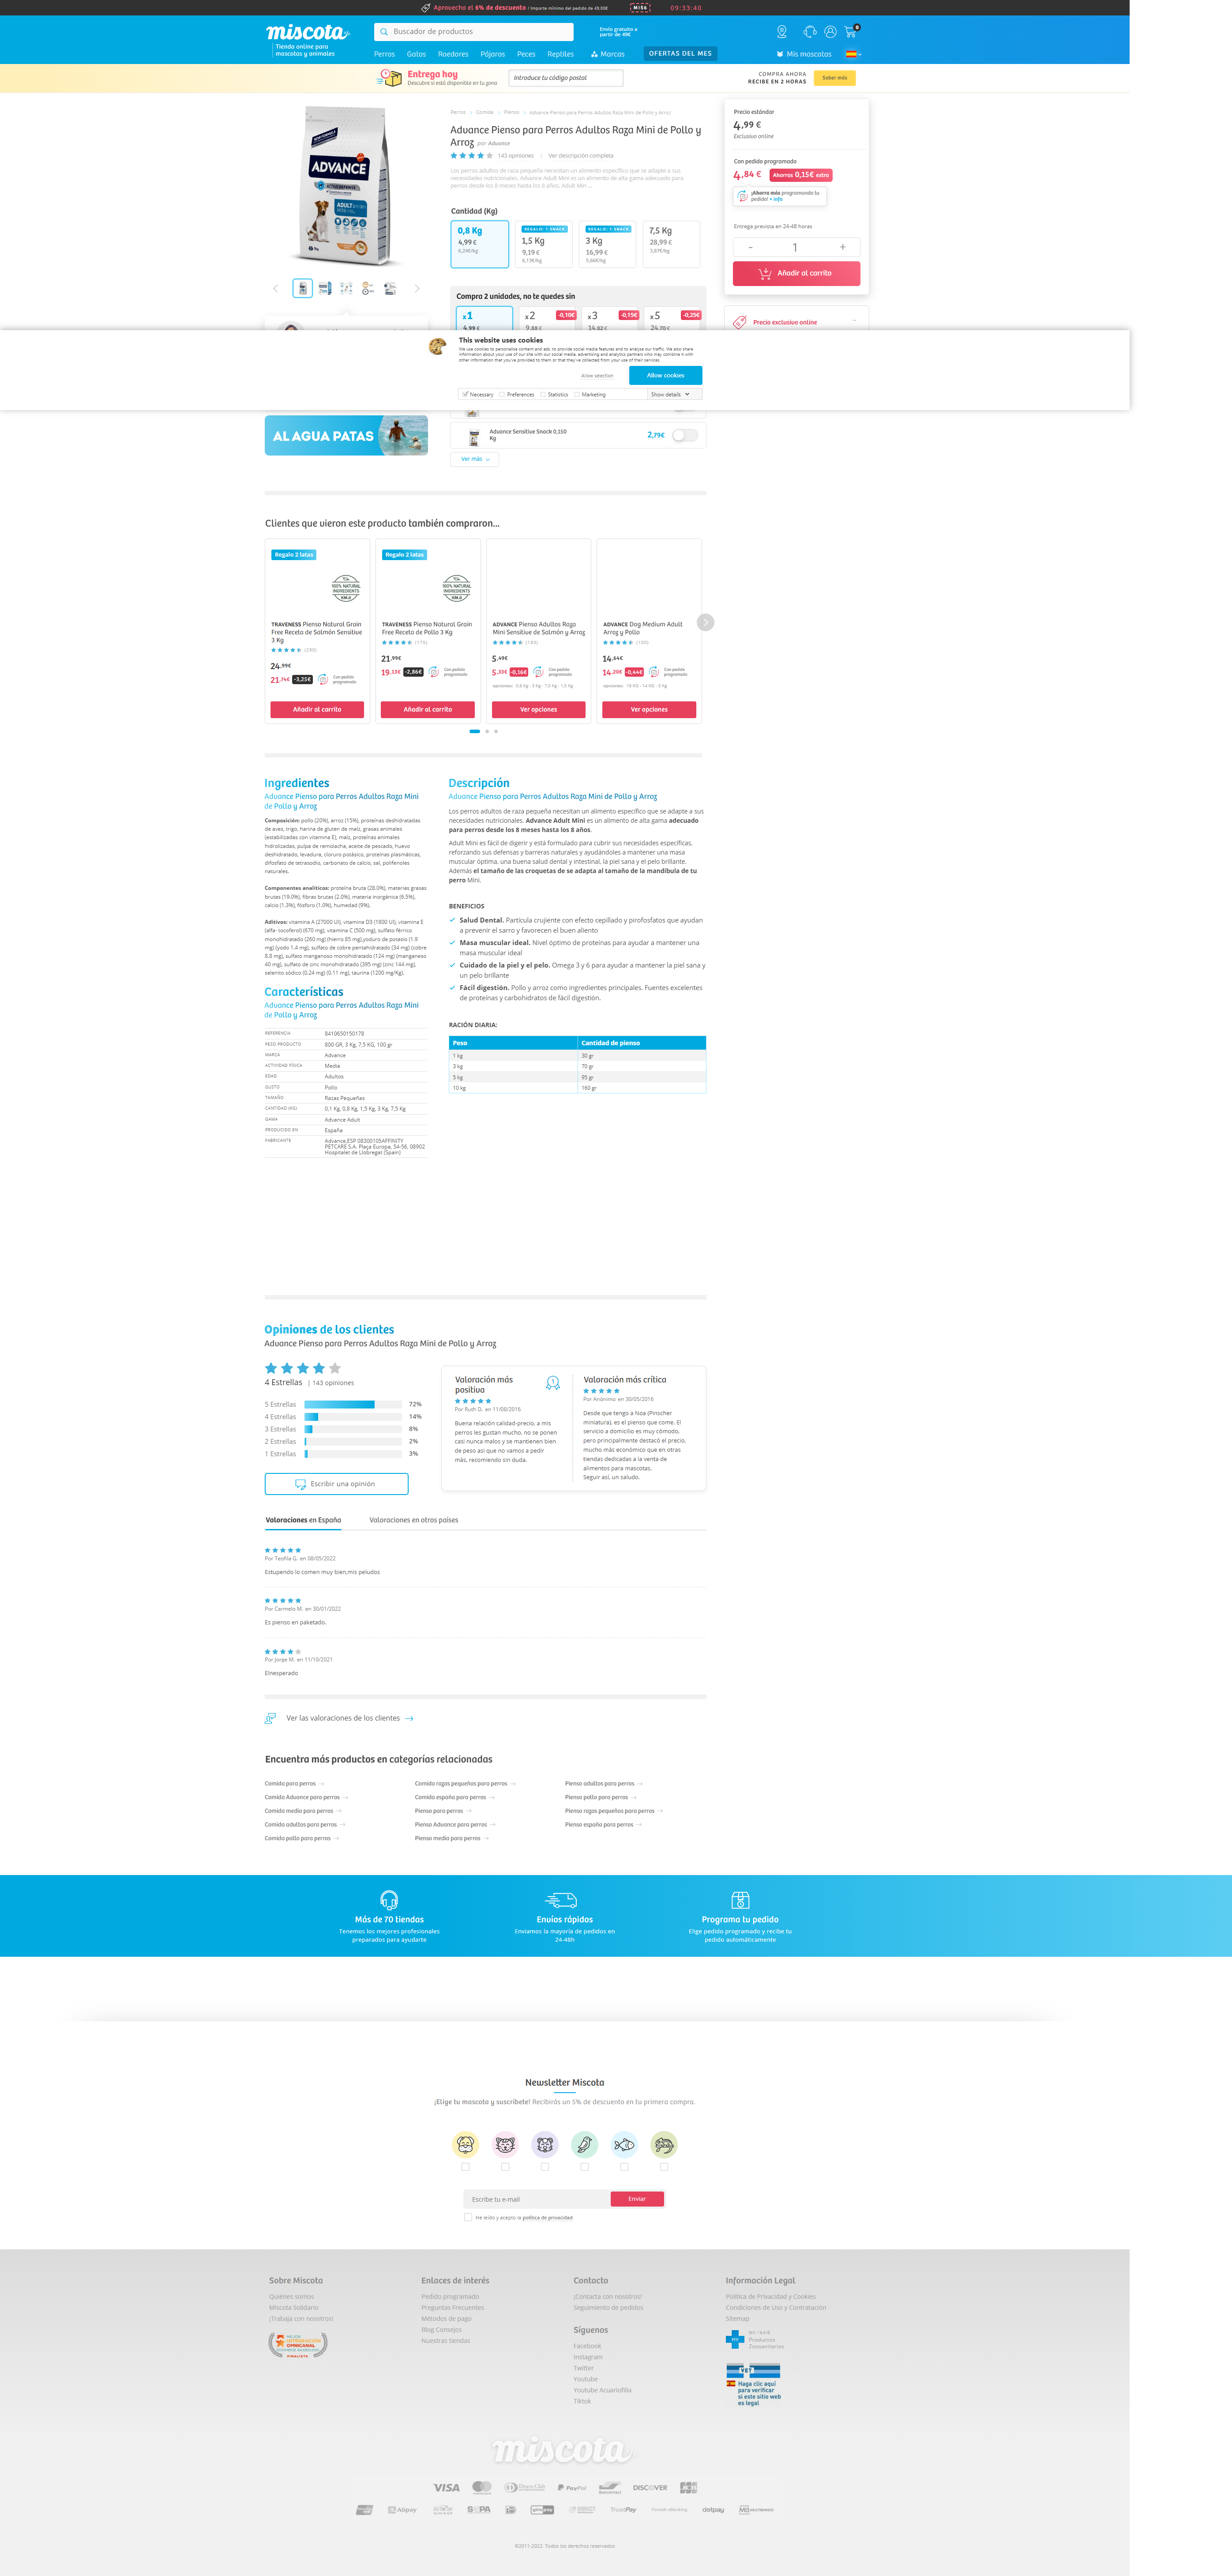 Aprovecha el 6% de descuento / Importe mínimo del pedido de 49,00€
MIS6
09:33:40
miscota
Tienda online para
mascotas y animales
Buscador de productos
Envío gratuito a
partir de 49€
0
Perros
Gatos
Roedores
Pájaros
Peces
Reptiles
Marcas
OFERTAS DEL MES
Mis mascotas
Entrega hoy
Descubre si está disponible en tu zona
Introduce tu código postal
COMPRA AHORA
RECIBE EN 2 HORAS
Saber más
Perros > Comida > Pienso > Advance Pienso para Perros Adultos Raza Mini de Pollo y Arroz
Advance Pienso para Perros Adultos Raza Mini de Pollo y
Arroz por Advance
143 opiniones
Ver descripción completa
Los perros adultos de raza pequeña necesitan un alimento específico que se adapte a sus
necesidades nutricionales. Advance Adult Mini es un alimento de alta gama adecuado para
perros desde los 8 meses hasta los 8 años. Adult Min ...
ADVANCE
Cantidad (Kg)
0,8 Kg
4,99 €
6,24€/kg
REGALO: 1 SNACK
1,5 Kg
9,19 €
6,13€/kg
REGALO: 1 SNACK
3 Kg
16,99 €
5,66€/kg
7,5 Kg
28,99 €
3,87€/kg
Compra 2 unidades, no te quedes sin
x 1
4,99 €
x 2
-0,10€
9,88 €
x 3
-0,15€
14,82 €
x 5
-0,25€
24,70 €
Precio estándar
4,99 €
Exclusivo online
Con pedido programado
4,84 €
Ahorras 0,15€ extra
¡Ahorra más programando tu
pedido! + info
Entrega prevista en 24-48 horas
-
1
+
Añadir al carrito
Precio exclusivo online
This website uses cookies
We use cookies to personalise content and ads, to provide social media features and to analyse our traffic. We also share
information about your use of our site with our social media, advertising and analytics partners who may combine it with
other information that you've provided to them or that they've collected from your use of their services.
Allow selection
Allow cookies
Necessary
Preferences
Statistics
Marketing
Show details
AL AGUA PATAS
Advance Sensitive Snack 0,150
Kg
2,79€
Ver más
Clientes que vieron este producto también compraron...
Regalo 2 latas
100% NATURAL
INGREDIENTES
KM.0
TRAVENESS Pienso Natural Grain
Free Receta de Salmón Sensitive
3 Kg
24,99€
21,74€
-3,25€
Con pedido
programado
Añadir al carrito
Regalo 2 latas
100% NATURAL
INGREDIENTES
KM.0
TRAVENESS Pienso Natural Grain
Free Receta de Pollo 3 Kg
21,99€
19,13€
-2,86€
Con pedido
programado
Añadir al carrito
ADVANCE Pienso Adultos Raza
Mini Sensitive de Salmón y Arroz
5,49€
5,33€
-0,16€
Con pedido
programado
opciones: 0,8 Kg - 3 Kg - 7,5 Kg - 1,5 Kg
Ver opciones
ADVANCE Dog Medium Adult
Arroz y Pollo
14,64€
14,20€
-0,44€
Con pedido
programado
opciones: 18 KG - 14 KG - 3 Kg
Ver opciones
Ingredientes
Advance Pienso para Perros Adultos Raza Mini
de Pollo y Arroz
Composición: pollo (20%), arroz (15%), proteínas deshidratadas
de aves, trigo, harina de gluten de maíz, grasas animales
(estabilizadas con vitamina E), maíz, proteínas animales
hidrolizadas, pulpa de remolacha, aceite de pescado, huevo
deshidratado, levadura, cloruro potásico, proteínas plasmáticas,
difosfato de tetrasodio, carbonato de calcio, sal, polifenoles
naturales.
Componentes analíticos: proteína bruta (28.0%), materias grasas
brutas (19.0%), fibras brutas (2.0%), materia inorgánica (6.5%),
calcio (1.3%), fósforo (1.0%), humedad (9%).
Aditivos: vitamina A (27000 UI), vitamina D3 (1800 UI), vitamina E
(alfa- tocoferol) (670 mg), vitamina C (500 mg), sulfato férrico
monohidratado (260 mg) (hierro 85 mg),yoduro de potasio (1.9
mg) (yodo 1.4 mg), sulfato de cobre pentahidratado (34 mg) (cobre
8.8 mg), sulfato manganoso monohidratado (124 mg) (manganeso
40 mg), sulfato de zinc monohidratado (395 mg) (zinc 144 mg),
selenito sódico (0.24 mg) (0.11 mg), taurina (1200 mg/Kg).
Descripción
Advance Pienso para Perros Adultos Raza Mini de Pollo y Arroz
Los perros adultos de raza pequeña necesitan un alimento específico que se adapte a sus
necesidades nutricionales. Advance Adult Mini es un alimento de alta gama adecuado
para perros desde los 8 meses hasta los 8 años.
Adult Mini es fácil de digerir y está formulado para cubrir sus necesidades específicas,
reforzando sus defensas y barreras naturales y ayudándoles a mantener una masa
muscular óptima, una buena salud dental y intestinal, la piel sana y el pelo brillante.
Además el tamaño de las croquetas de se adapta al tamaño de la mandíbula de tu
perro Mini.
BENEFICIOS
Salud Dental. Partícula crujiente con efecto cepillado y pirofosfatos que ayudan
a prevenir el sarro y favorecen el buen aliento
Masa muscular ideal. Nivel óptimo de proteínas para ayudar a mantener una
masa muscular ideal
Cuidado de la piel y el pelo. Omega 3 y 6 para ayudar a mantener la piel sana y
un pelo brillante
Fácil digestión. Pollo y arroz como ingredientes principales. Fuentes excelentes
de proteínas y carbohidratos de fácil digestión.
RACIÓN DIARIA:
Peso
Cantidad de pienso
1 kg
30 gr
3 kg
70 gr
5 kg
95 gr
10 kg
160 gr
Características
Advance Pienso para Perros Adultos Raza Mini
de Pollo y Arroz
REFERENCIA
8410650150178
PESO PRODUCTO
800 GR, 3 Kg, 7,5 KG, 100 gr
MARCA
Advance
ACTIVIDAD FÍSICA
Media
EDAD
Adultos
GUSTO
Pollo
TAMAÑO
Razas Pequeñas
CANTIDAD (KG)
0,1 Kg, 0,8 Kg, 1,5 Kg, 3 Kg, 7,5 Kg
GAMA
Advance Adult
PRODUCIDO EN
España
FABRICANTE
Advance,ESP 08300105AFFINITY
PETCARE S.A. Plaça Europa, 54-56, 08902
Hospitalet de Llobregat (Spain)
Opiniones de los clientes
Advance Pienso para Perros Adultos Raza Mini de Pollo y Arroz
4 Estrellas | 143 opiniones
5 Estrellas
72%
4 Estrellas
14%
3 Estrellas
8%
2 Estrellas
2%
1 Estrellas
3%
Escribir una opinión
Valoración más
positiva
1
Por Ruth D. en 11/08/2016
Buena relación calidad-precio, a mis
perros les gustan mucho, no se ponen
casi nunca malos y se mantienen bien
de peso así que no vamos a pedir
más, recomiendo sin duda.
Valoración más crítica
Por Anónimo en 30/05/2016
Desde que tengo a Noa (Pinscher
miniatura), es el pienso que come. El
servicio a domicilio es muy cómodo,
pero principalmente destacó el precio,
mucho más económico que en otras
tiendas dedicadas a la venta de
alimentos para mascotas.
Seguir así, un saludo.
Valoraciones en España
Valoraciones en otros países
Por Teofila G. en 08/05/2022
Estupendo lo comen muy bien,mis peludos
Por Carmelo M. en 30/01/2022
Es pienso en paketado.
Por Jorge M. en 11/10/2021
EInesperado
Ver las valoraciones de los clientes
Encuentra más productos en categorías relacionadas
Comida para perros
Comida Advance para perros
Comida media para perros
Comida adultos para perros
Comida pollo para perros
Comida razas pequeñas para perros
Comida españa para perros
Pienso para perros
Pienso Advance para perros
Pienso media para perros
Pienso adultos para perros
Pienso pollo para perros
Pienso razas pequeñas para perros
Pienso españa para perros
Más de 70 tiendas
Tenemos los mejores profesionales
preparados para ayudarte
Envíos rápidos
Enviamos la mayoría de pedidos en
24-48h
Programa tu pedido
Elige pedido programado y recibe tu
pedido automáticamente
Newsletter Miscota
¡Elige tu mascota y suscríbete! Recibirás un 5% de descuento en tu primera compra.
Escribe tu e-mail
Enviar
He leído y acepto la política de privacidad
Sobre Miscota
Quiénes somos
Miscota Solidario
¡Trabaja con nosotros!
FINALISTA
Enlaces de interés
Pedido programado
Preguntas Frecuentes
Métodos de pago
Blog Consejos
Nuestras tiendas
Contacto
¡Contacta con nosotros!
Seguimiento de pedidos
Síguenos
Facebook
Instagram
Twitter
Youtube
Youtube Acuariofilia
Tiktok
Información Legal
Política de Privacidad y Cookies
Condiciones de Uso y Contratación
Sitemap
Productos
Zoosanitarios
VET
Haga clic aquí
para verificar
si este sitio web
es legal
miscota
VISA
Diners Club
PayPal
Bancontact
DISCOVER
JCB
Alipay
SEPA
giropay
TrustPay
dotpay
©2011-2022. Todos los derechos reservados